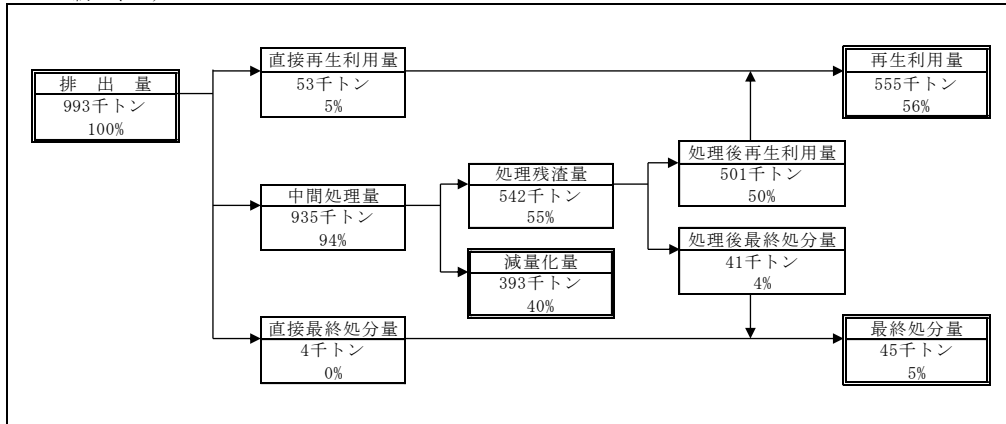 排出量
993千トン
100%
直接再生利用量
53千トン
5%
再生利用量
555千トン
56%
中間処理量
935千トン
94%
処理残渣量
542千トン
55%
処理後再生利用量
501千トン
50%
減量化量
393千トン
40%
処理後最終処分量
41千トン
4%
直接最終処分量
4千トン
0%
最終処分量
45千トン
5%